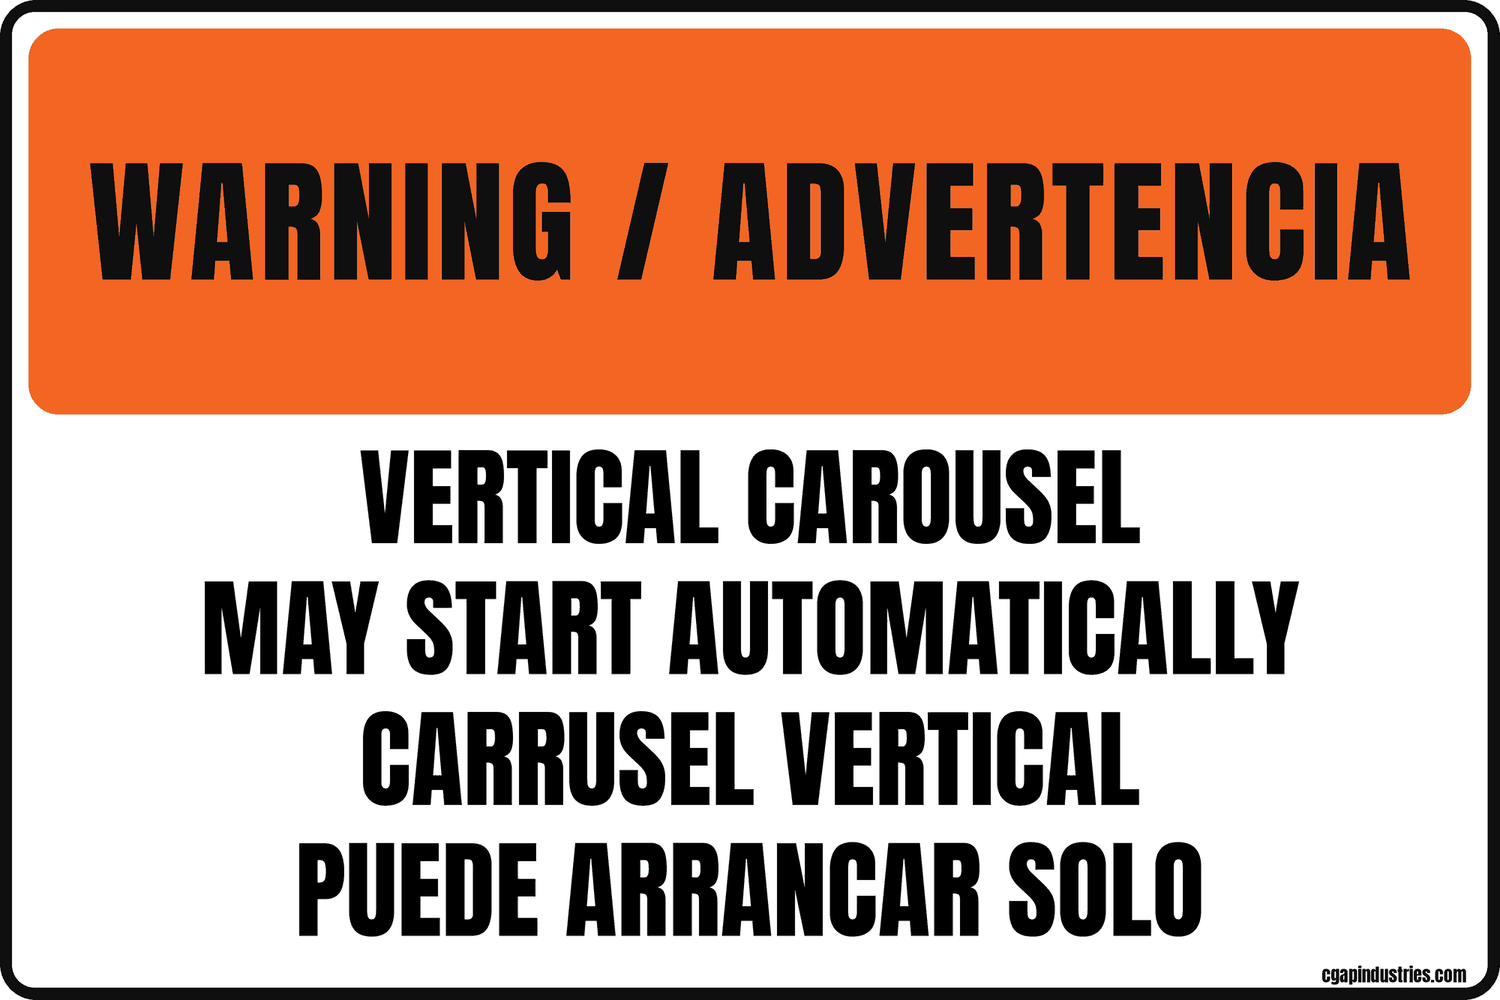 WARNING / ADVERTENCIA
VERTICAL CAROUSEL
MAY START AUTOMATICALLY
CARRUSEL VERTICAL
PUEDE ARRANCAR SOLO
cgapindustries.com